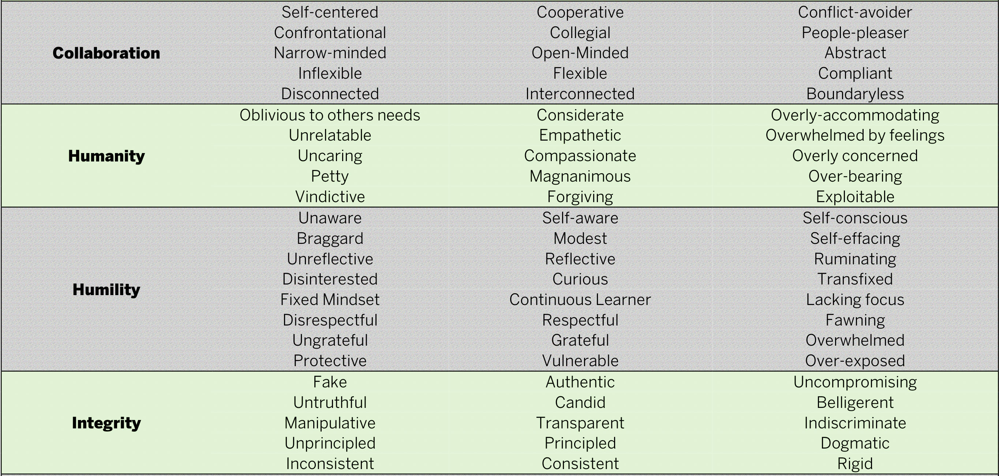 Collaboration
Self-centered Cooperative Conflict-avoider
Confrontational Collegial People-pleaser
Narrow-minded Open-Minded Abstract
Inflexible Flexible Compliant
Disconnected Interconnected Boundaryless
Humanity
Oblivious to others needs Considerate Overly-accommodating
Unrelatable Empathetic Overwhelmed by feelings
Uncaring Compassionate Overly concerned
Petty Magnanimous Over-bearing
Vindictive Forgiving Exploitable
Humility
Unaware Self-aware Self-conscious
Braggard Modest Self-effacing
Unreflective Reflective Ruminating
Disinterested Curious Transfixed
Fixed Mindset Continuous Learner Lacking focus
Disrespectful Respectful Fawning
Ungrateful Grateful Overwhelmed
Protective Vulnerable Over-exposed
Integrity
Fake Authentic Uncompromising
Untruthful Candid Belligerent
Manipulative Transparent Indiscriminate
Unprincipled Principled Dogmatic
Inconsistent Consistent Rigid